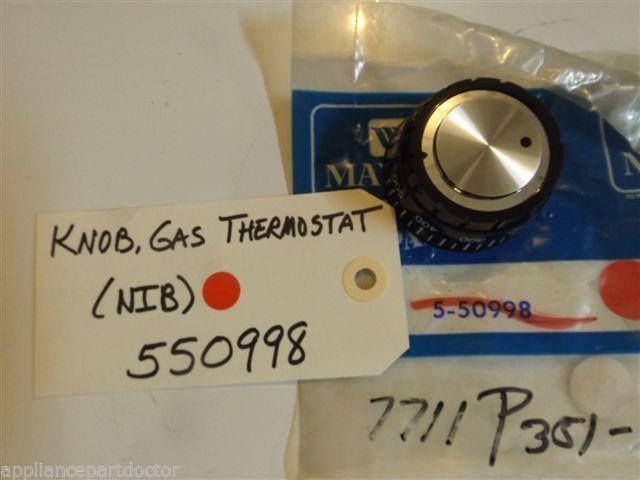 KNOB, GAS THERMOSTAT
(NIB)
550998
5-50998
7711P351-
appliancepartdoctor